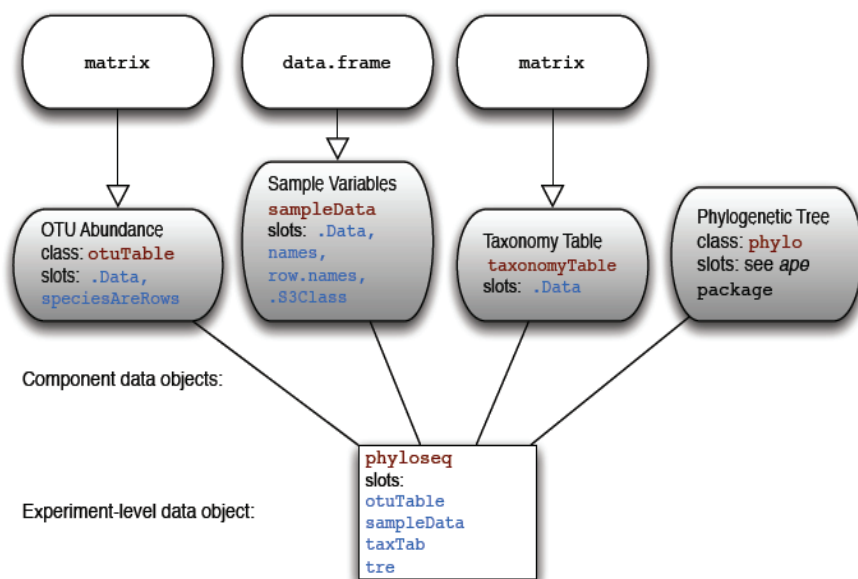 matrix
data.frame
matrix
OTU Abundance
class: otuTable
slots: .Data,
speciesAreRows
Sample Variables
sampleData
slots: .Data,
names,
row.names,
.S3Class
Taxonomy Table
taxonomyTable
slots: .Data
Phylogenetic Tree
class: phylo
slots: see ape
package
Component data objects:
phyloseq
slots:
otuTable
sampleData
taxTab
tre
Experiment-level data object: